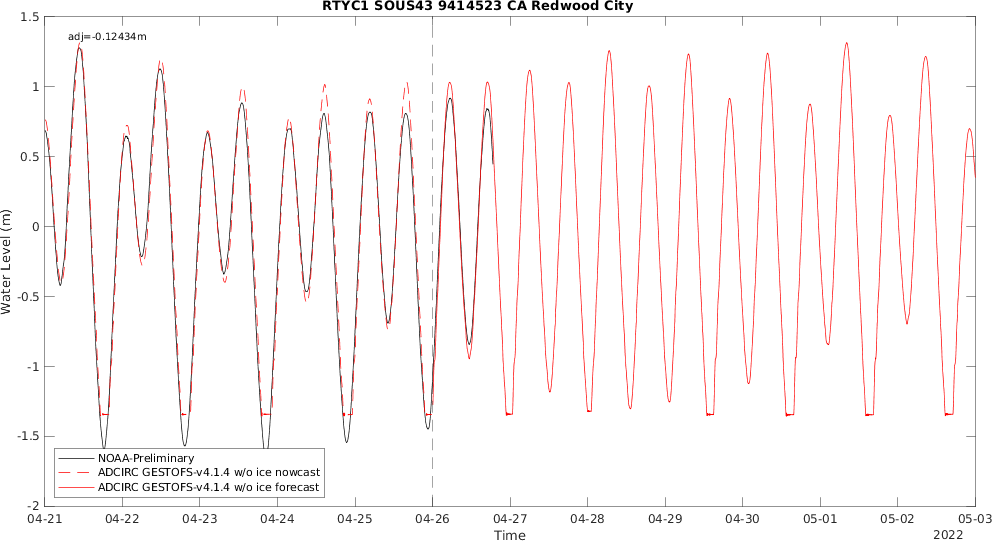 RTYC1 SOUS43 9414523 CA Redwood City
adj=-0.12434m
1.5
1
0.5
0
-0.5
-1
-1.5
-2
Water Level (m)
NOAA-Preliminary
ADCIRC GESTOFS-v4.1.4 w/o ice nowcast
ADCIRC GESTOFS-v4.1.4 w/o ice forecast
04-21 04-22 04-23 04-24 04-25 04-26 04-27 04-28 04-29 04-30 05-01 05-02 05-03
Time
2022